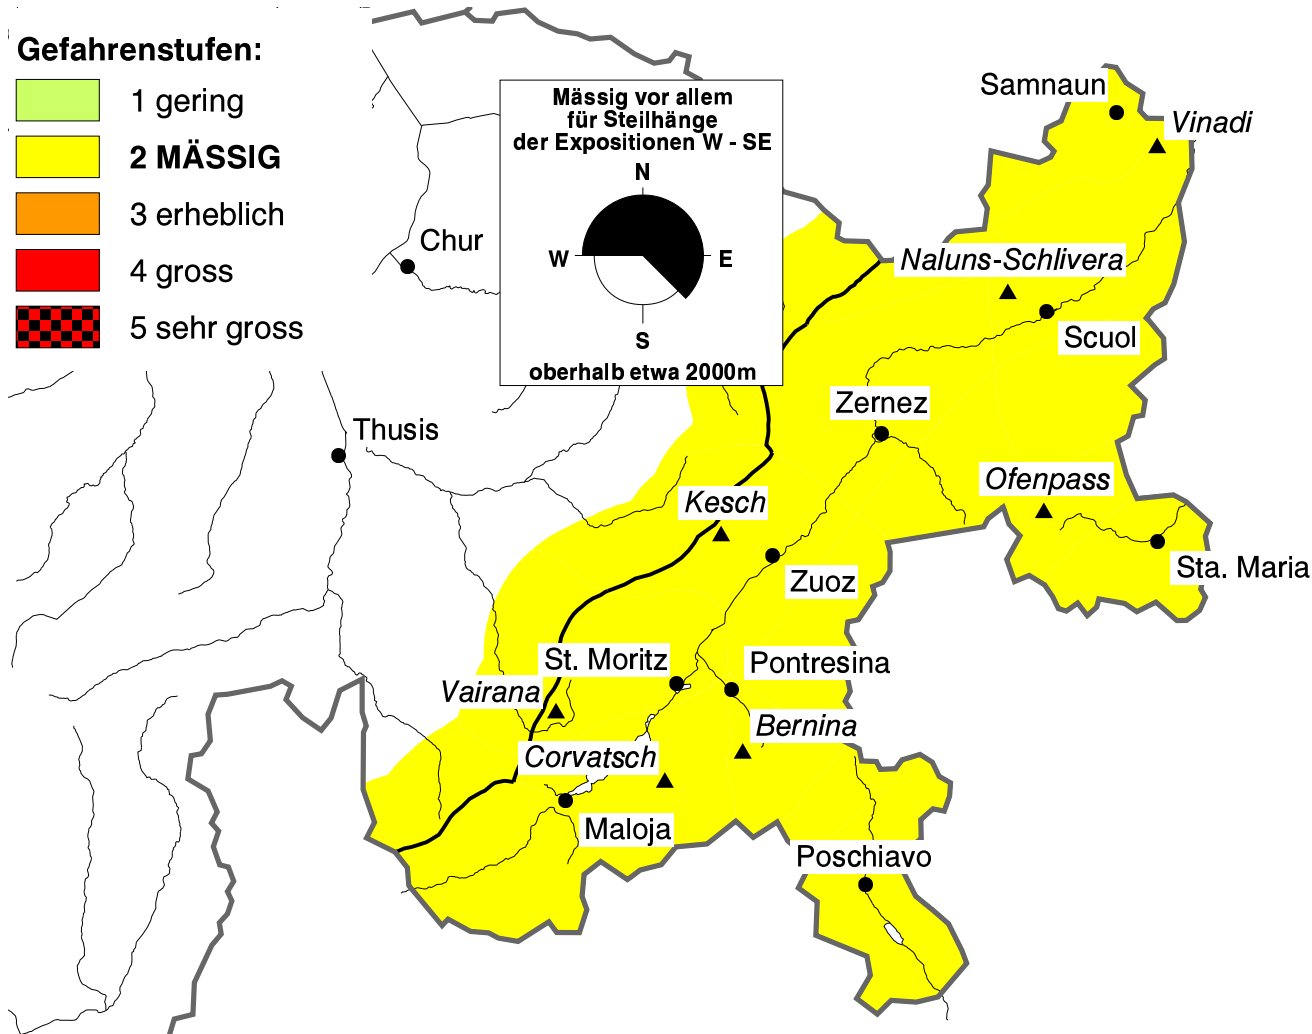 Gefahrenstufen:
1 gering
2 MÄSSIG
3 erheblich
4 gross
5 sehr gross
Mässig vor allem
für Steilhänge
der Expositionen W - SE
N
W
E
S
oberhalb etwa 2000m
Samnaun
Vinadi
Chur
Naluns-Schlivera
Scuol
Zernez
Thusis
Ofenpass
Kesch
Sta. Maria
Zuoz
St. Moritz
Pontresina
Vairana
Bernina
Corvatsch
Maloja
Poschiavo